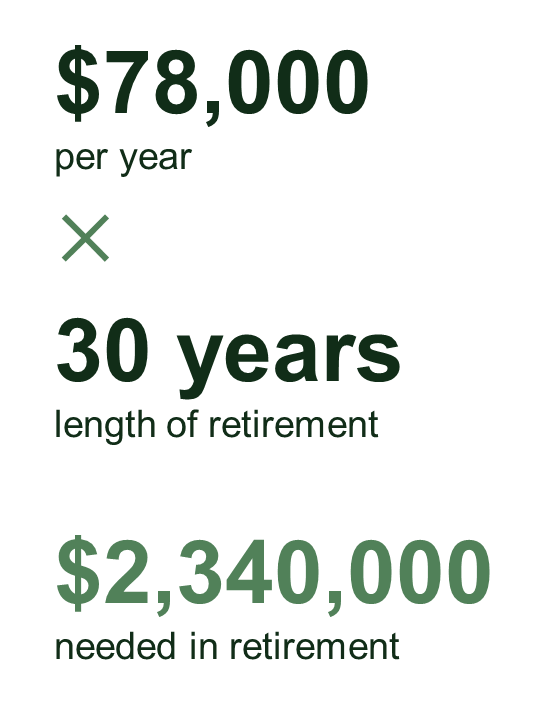 $78,000
per year
×
30 years
length of retirement
$2,340,000
needed in retirement